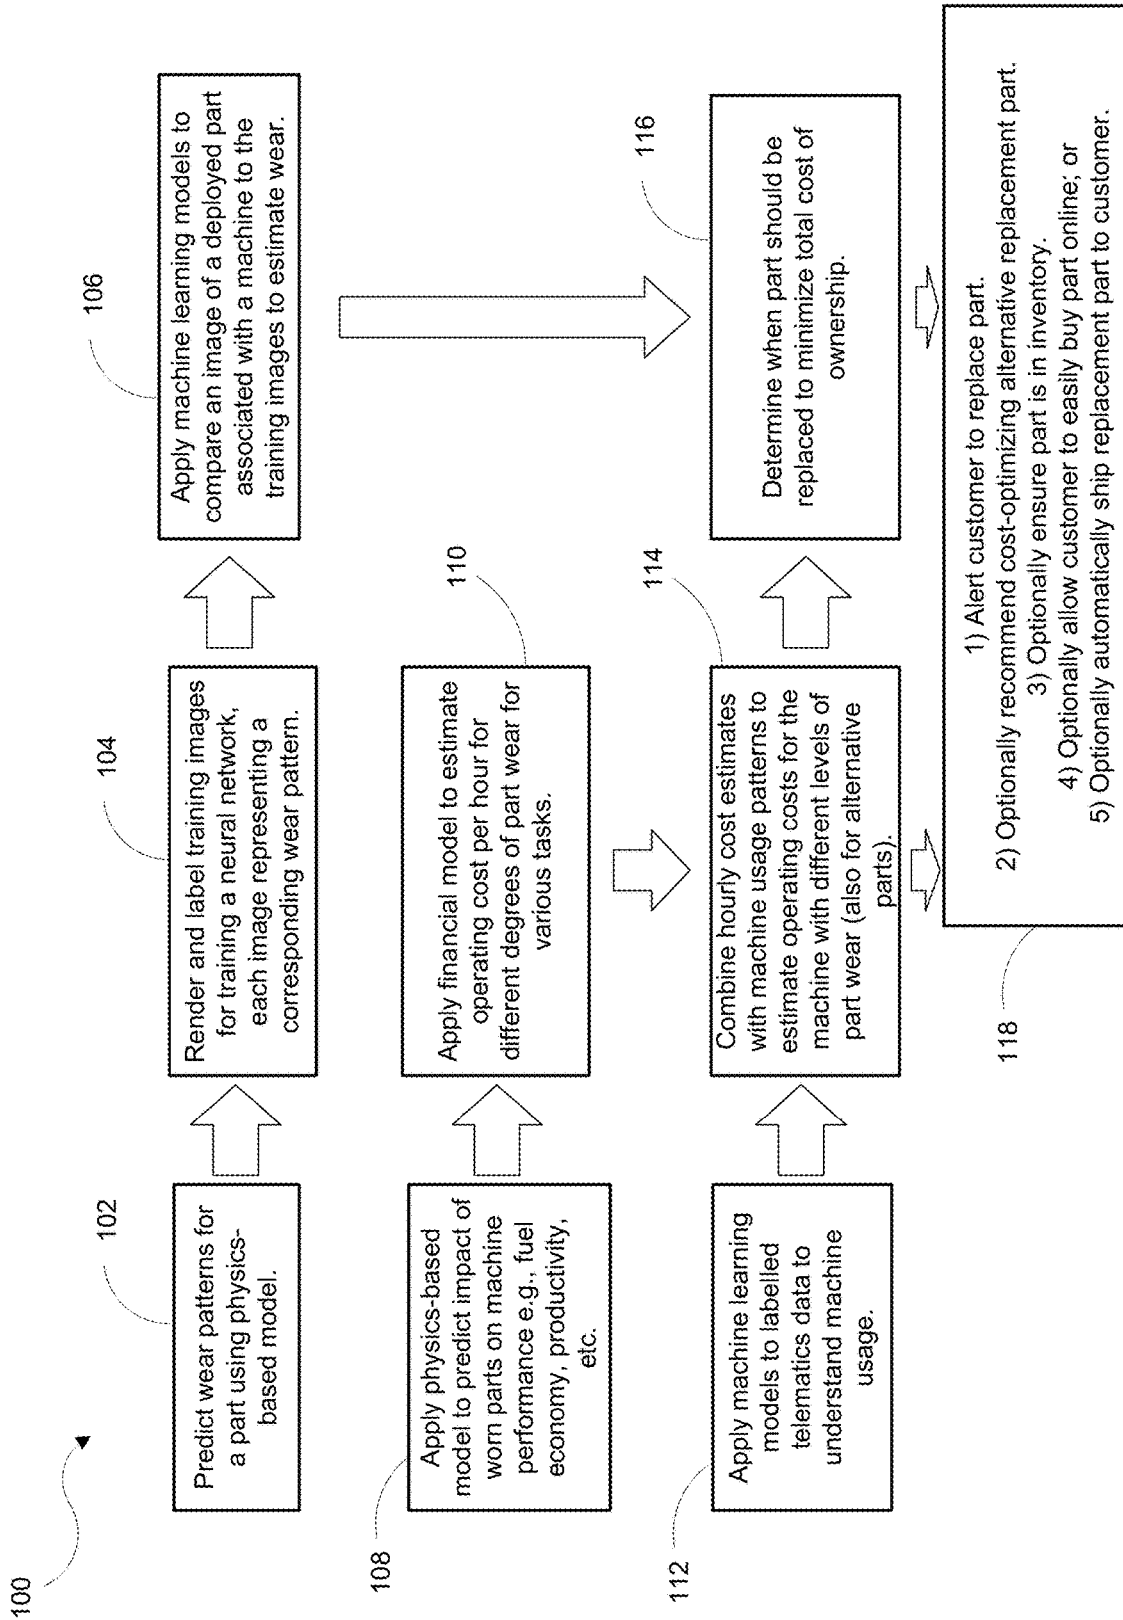 100
102
Predict wear patterns for
a part using physics-
based model.
104
Render and label training images
for training a neural network,
each image representing a
corresponding wear pattern.
106
Apply machine learning models to
compare an image of a deployed part
associated with a machine to the
training images to estimate wear.
108
Apply physics-based
model to predict impact of
worn parts on machine
performance e.g., fuel
economy, productivity,
etc.
110
Apply financial model to estimate
operating cost per hour for
different degrees of part wear for
various tasks.
112
Apply machine learning
models to labelled
telematics data to
understand machine
usage.
114
Combine hourly cost estimates
with machine usage patterns to
estimate operating costs for the
machine with different levels of
part wear (also for alternative
parts).
116
Determine when part should be
replaced to minimize total cost of
ownership.
118
1) Alert customer to replace part.
2) Optionally recommend cost-optimizing alternative replacement part.
3) Optionally ensure part is in inventory.
4) Optionally allow customer to easily buy part online; or
5) Optionally automatically ship replacement part to customer.